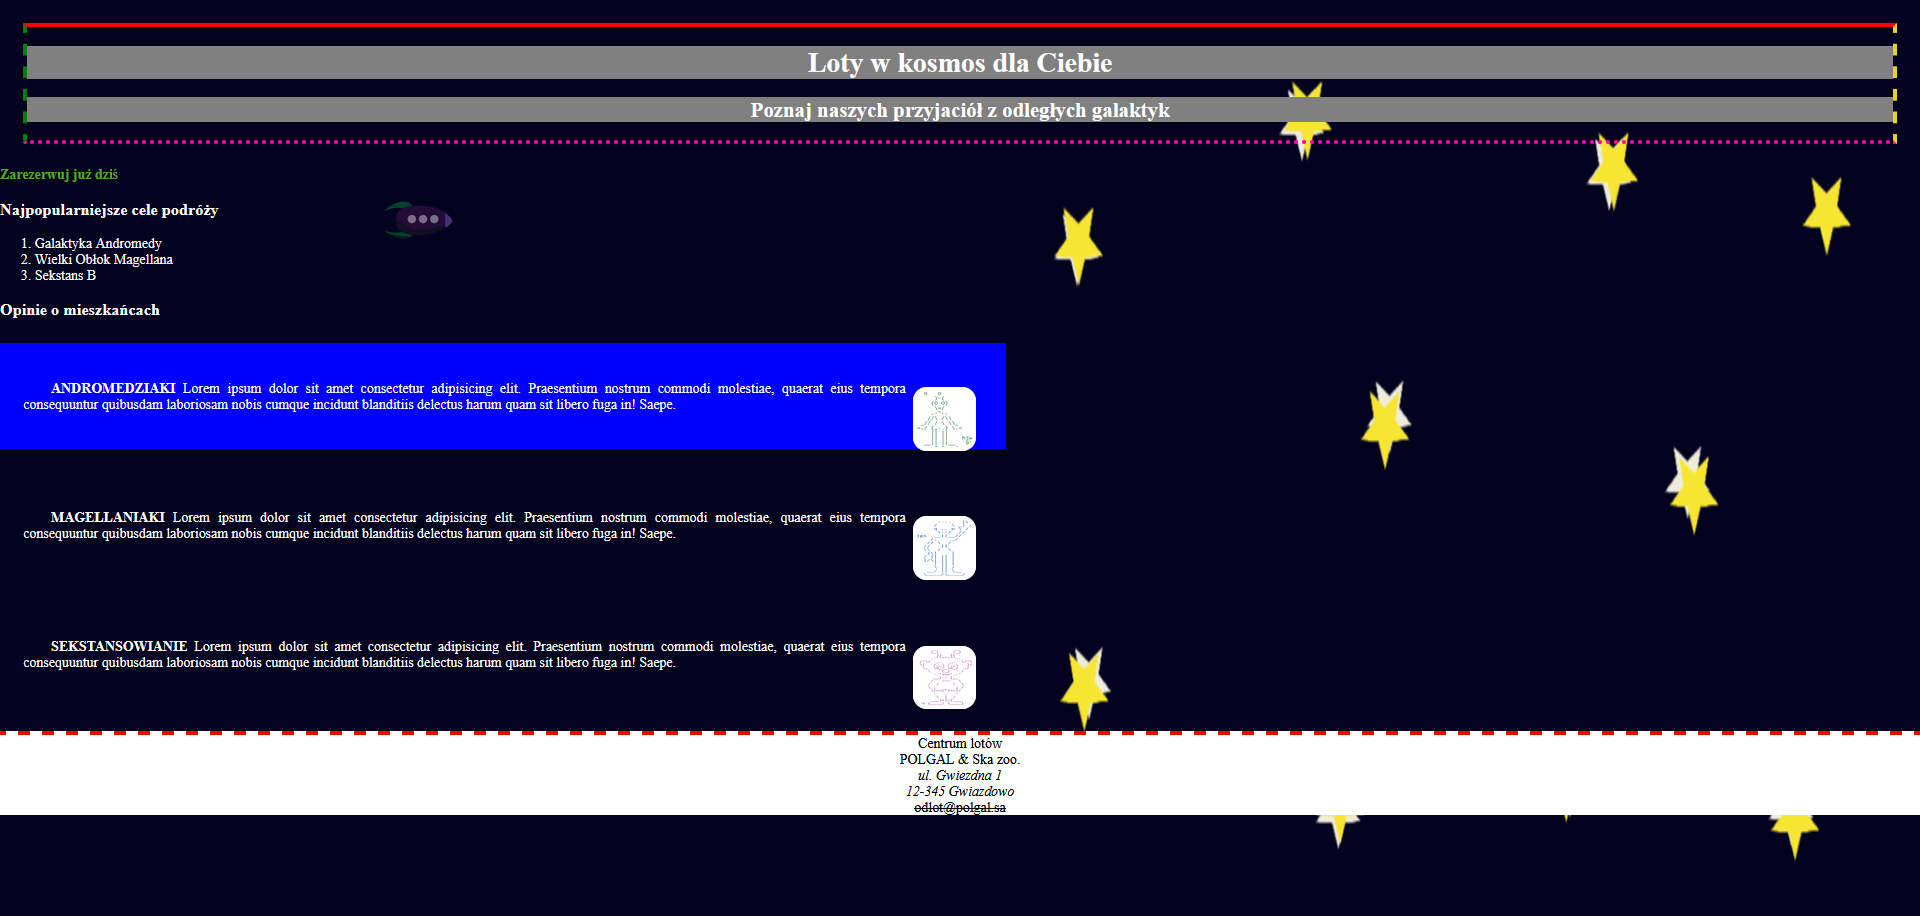 Loty w kosmos dla Ciebie
Poznaj naszych przyjaciół z odległych galaktyk
Zarezerwuj już dziś
Najpopularniejsze cele podróży
1. Galaktyka Andromedy
2. Wielki Obłok Magellana
3. Sekstans B
Opinie o mieszkańcach
ANDROMEDZIAKI Lorem ipsum dolor sit amet consectetur adipisicing elit. Praesentium nostrum commodi molestiae, quaerat eius tempora
consequuntur quibusdam laboriosam nobis cumque incidunt blanditiis delectus harum quam sit libero fuga in! Saepe.
MAGELLANIAKI Lorem ipsum dolor sit amet consectetur adipisicing elit. Praesentium nostrum commodi molestiae, quaerat eius tempora
consequuntur quibusdam laboriosam nobis cumque incidunt blanditiis delectus harum quam sit libero fuga in! Saepe.
SEKSTANSOWIANIE Lorem ipsum dolor sit amet consectetur adipisicing elit. Praesentium nostrum commodi molestiae, quaerat eius tempora
consequuntur quibusdam laboriosam nobis cumque incidunt blanditiis delectus harum quam sit libero fuga in! Saepe.
Centrum lotów
POLGAL & Ska zoo.
ul. Gwiezdna 1
12-345 Gwiazdowo
odlot@polgal.sa